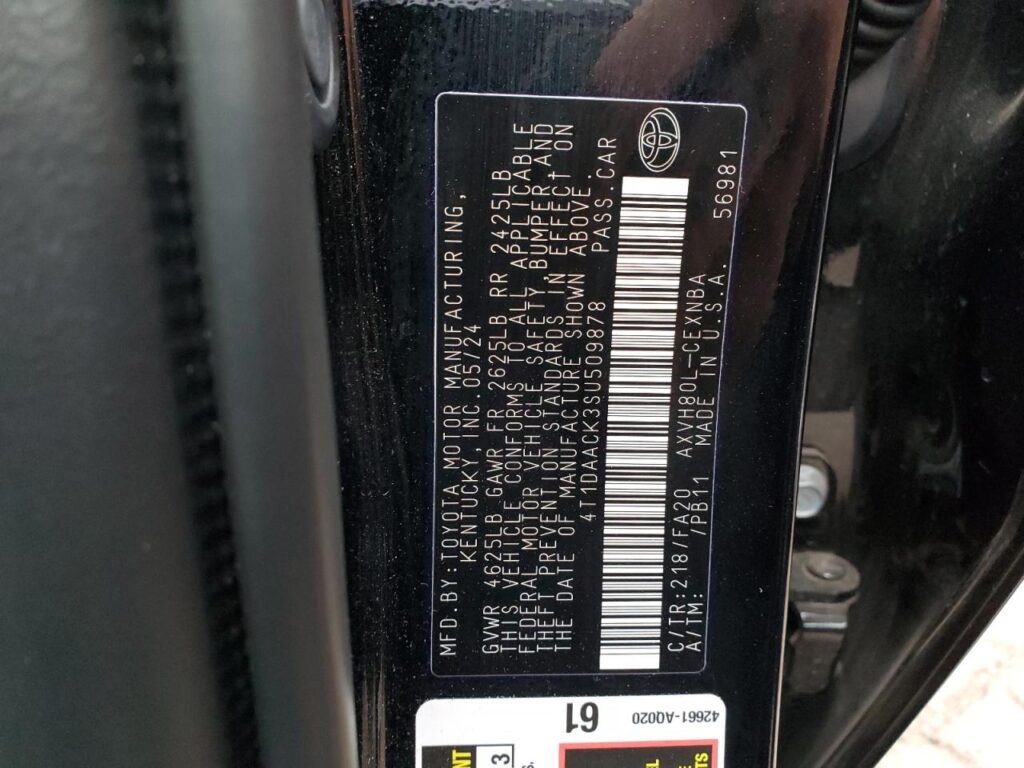 MFD.BY:TOYOTA MOTOR MANUFACTURING,
KENTUCKY,INC.05/24
GVWR 4625LB GAWR FR 2625LB RR 2425LB
THIS VEHICLE CONFORMS TO ALL APPLICABLE
FEDERAL MOTOR VEHICLE SAFETY, BUMPER, AND
THEFT PREVENTION STANDARDS IN EFFECT ON
THE DATE OF MANUFACTURE SHOWN ABOVE.
4T1DAACK3SU509878 PASS.CAR
C/TR:218/FA20 AXVH80L-CEXNBA
A/TM: /PB11 MADE IN U.S.A. 56981
61
42661-AQ020
3